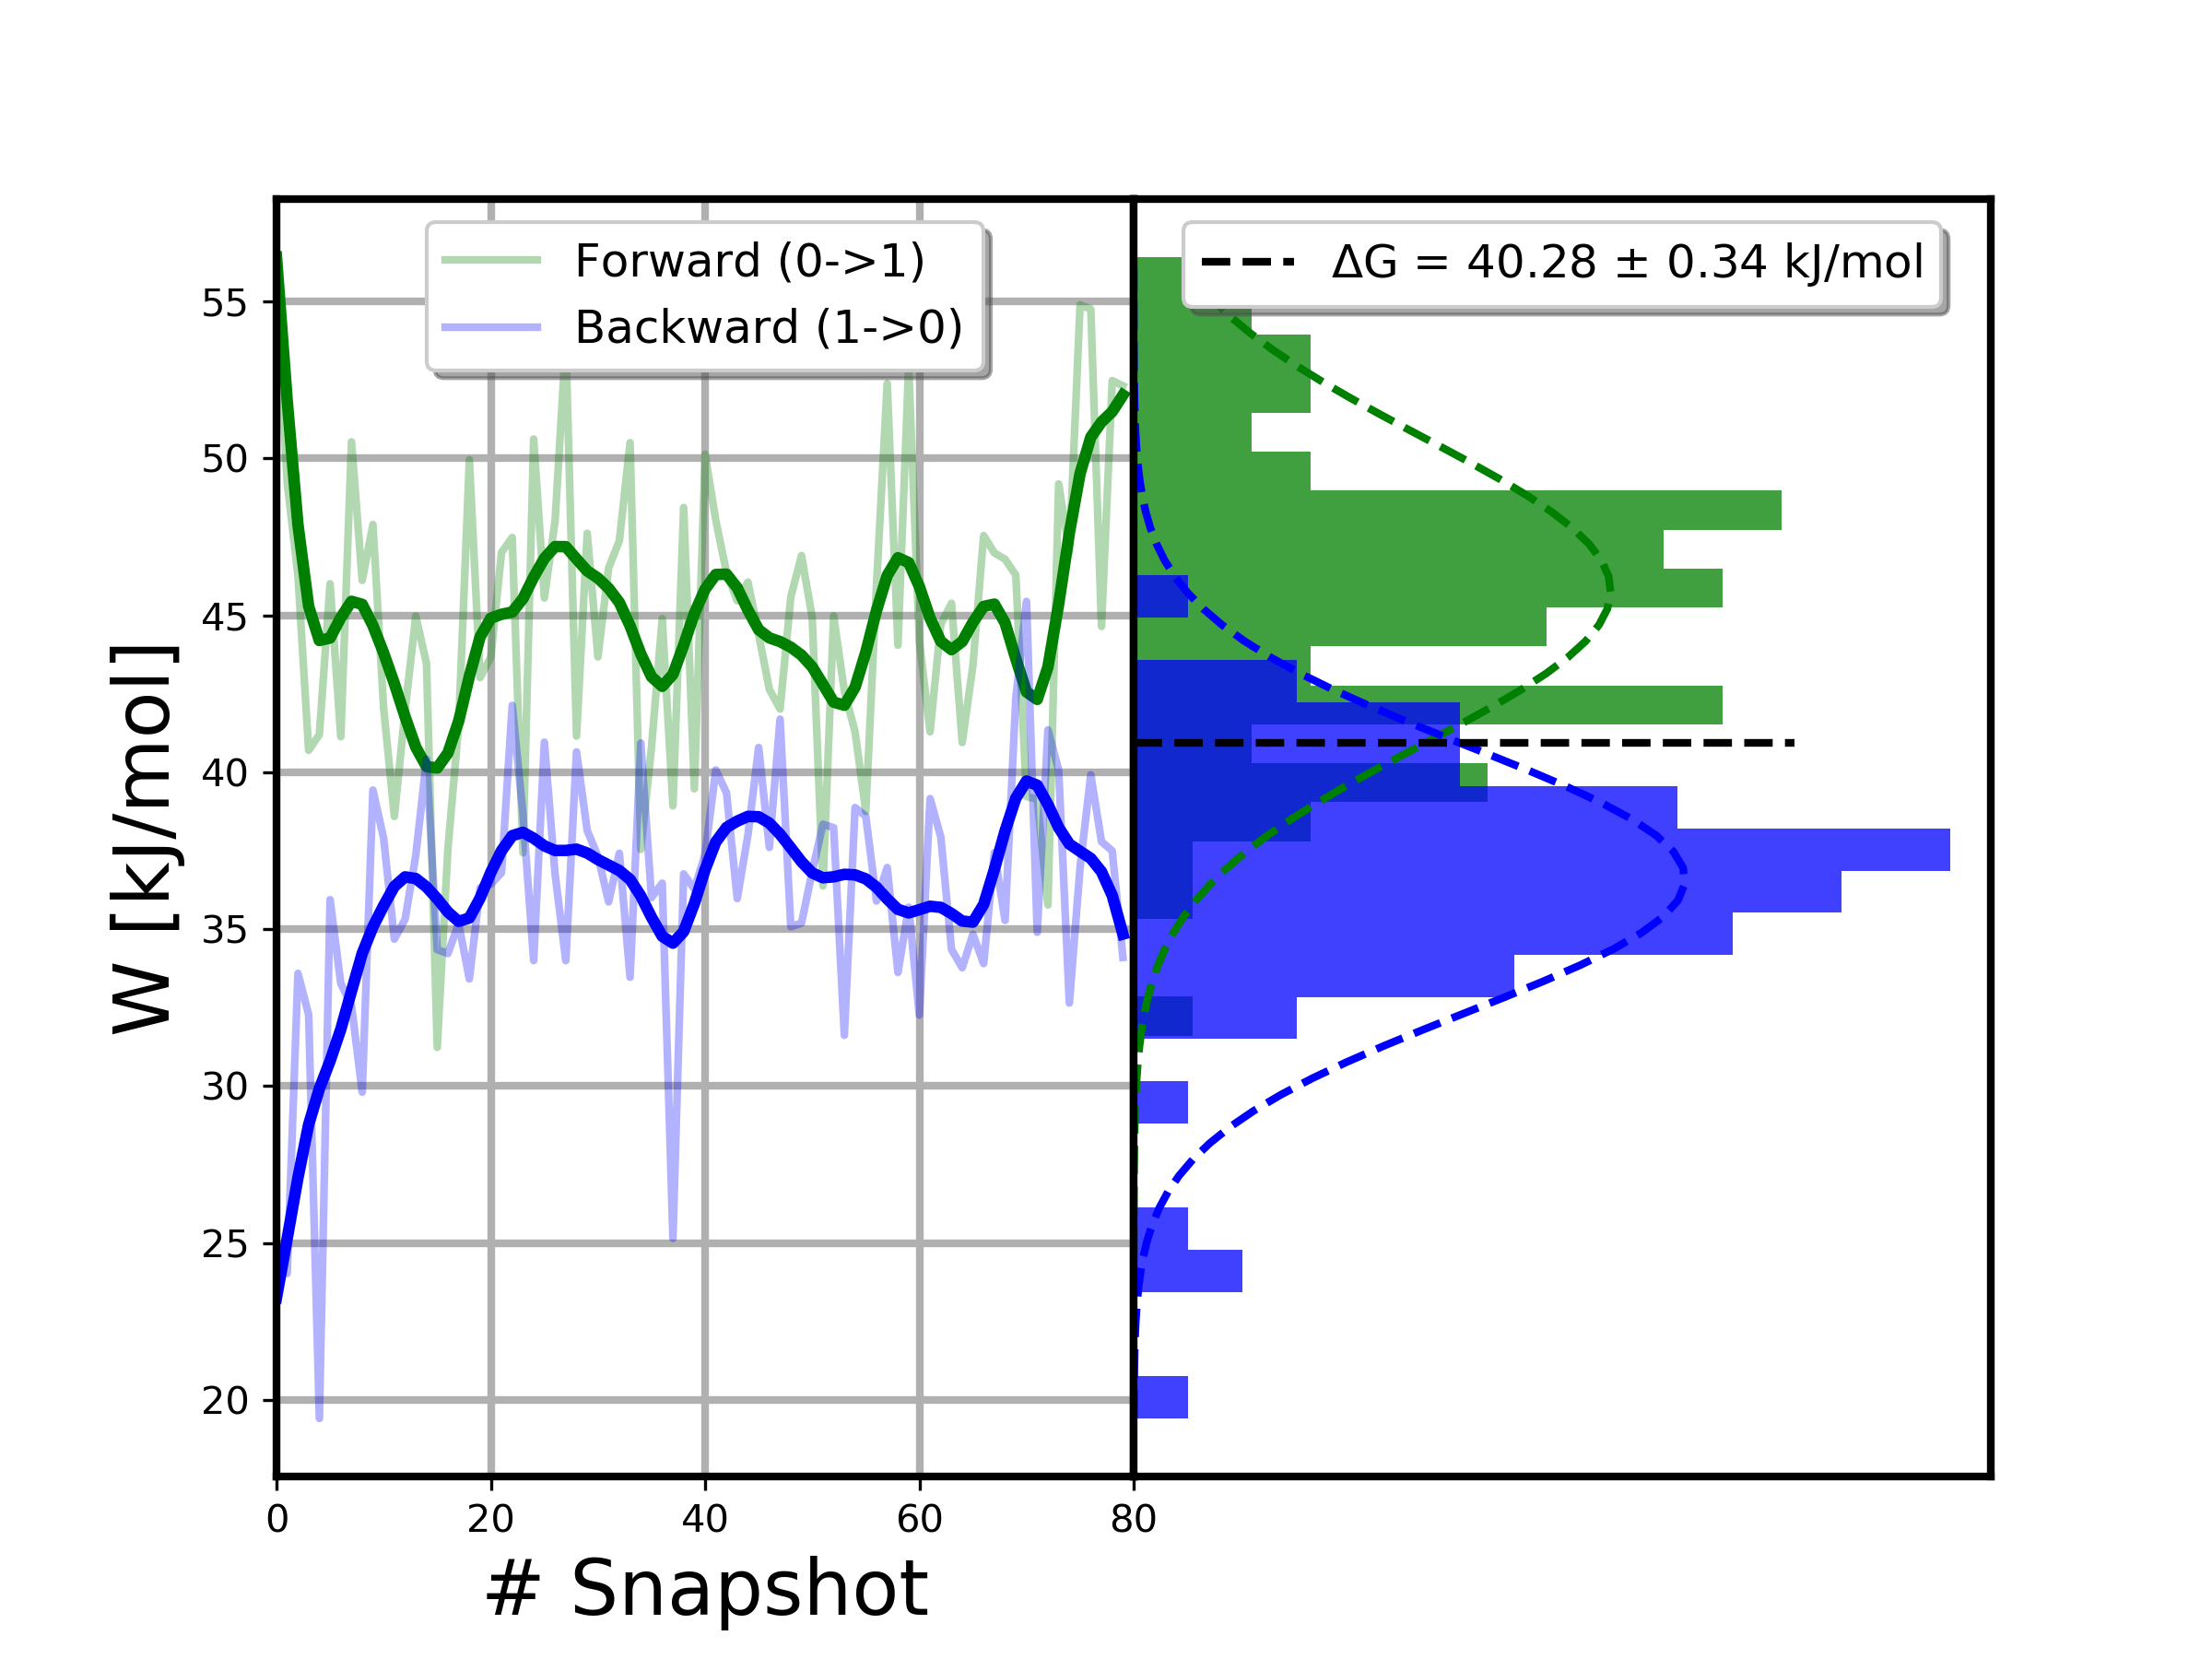 Forward (0->1)
Backward (1->0)
ΔG = 40.28 ± 0.34 kJ/mol
W [kJ/mol]
55
50
45
40
35
30
25
20
0 20 40 60 80
# Snapshot